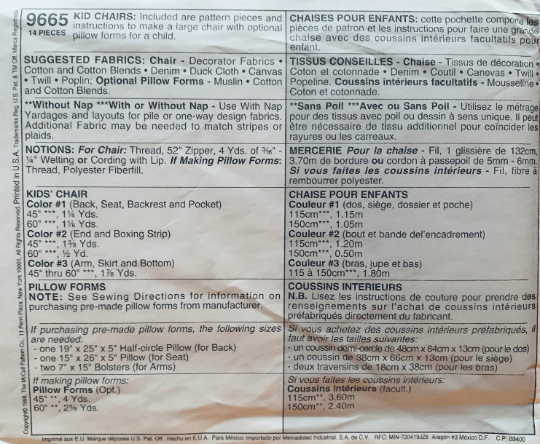 9665
14 PIECES
KID CHAIRS: Included are pattern pieces and
instructions to make a large chair with optional
pillow forms for a child.
SUGGESTED FABRICS: Chair - Decorator Fabrics •
Cotton and Cotton Blends • Denim • Duck Cloth • Canvas
• Twill • Poplin; Optional Pillow Forms - Muslin • Cotton
and Cotton Blends.
**Without Nap ***With or Without Nap - Use With Nap
Yardages and layouts for pile or one-way design fabrics.
Additional Fabric may be needed to match stripes or
plaids.
NOTIONS: For Chair: Thread, 52" Zipper, 4 Yds. of
¼" Welting or Cording with Lip. If Making Pillow Forms:
Thread, Polyester Fiberfill.
KIDS' CHAIR
Color #1 (Back, Seat, Backrest and Pocket)
45" ***, 1¼ Yds.
60" ***, 1⅛ Yds.
Color #2 (End and Boxing Strip)
45" ***, 1⅜ Yds.
60" ***, ½ Yd.
Color #3 (Arm, Skirt and Bottom)
45" thru 60" ***, 1⅞ Yds.
PILLOW FORMS
NOTE: See Sewing Directions for information on
purchasing pre-made pillow forms from manufacturer.
If purchasing pre-made pillow forms, the following sizes
are needed:
- one 19" x 25" x 5" Half-circle Pillow (for Back)
- one 15" x 26" x 5" Pillow (for Seat)
- two 7" x 15" Bolsters (for Arms)
If making pillow forms:
Pillow Forms (Opt.)
45" **, 4 Yds.
60" **, 2⅝ Yds.
CHAISES POUR ENFANTS: cette pochette comporte les
pièces de patron et les instructions pour faire une grande
chaise avec des coussins intérieurs facultatifs pour
enfant.
TISSUS CONSEILLES - Chaise - Tissus de décoration •
Coton et cotonnade • Denim • Coutil • Canevas • Twill •
Popeline. Coussins intérieurs facultatifs - Mousseline •
Coton et cotonnade.
**Sans Poil ***Avec ou Sans Poil - Utilisez le métrage
pour des tissus avec poil ou dessin à sens unique. Il peut
être nécessaire de tissu additionnel pour coïncider les
rayures ou les carreaux.
MERCERIE Pour la chaise - Fil, 1 glissière de 132cm,
3.70m de bordure ou cordon à passepoil de 5mm - 6mm.
Si vous faites les coussins intérieurs - Fil, fibre à
rembourrer polyester.
CHAISE POUR ENFANTS
Couleur #1 (dos, siège, dossier et poche)
115cm***, 1.15m
150cm***, 1.05m
Couleur #2 (bout et bande del'encadrement)
115cm***, 1.20m
150cm***, 0.50m
Couleur #3 (bras, jupe et bas)
115 à 150cm***, 1.80m
COUSSINS INTERIEURS
N.B. Lisez les instructions de couture pour prendre des
renseignements sur l'achat de coussins intérieurs
préfabriqués directement du fabricant.
Si vous achetez des coussins intérieurs préfabriqués, il
faut avoir les tailles suivantes:
- un coussin demi-cercle de 48cm x 64cm x 13cm (pour le dos)
- un coussin de 38cm x 66cm x 13cm (pour le siège)
- deux traversins de 18cm x 38cm (pour les bras)
Si vous faites les coussins intérieurs:
Coussins intérieurs (facult.)
115cm**, 3.60m
150cm**, 2.40m
Imprimé aux E.U. Marque déposée U.S. Pat. Off. Hecho en E.U.A. Para México: Importado por Mercadotec Industrial, S.A. de C.V. Aragón #3 México D.F. C.P. 03400